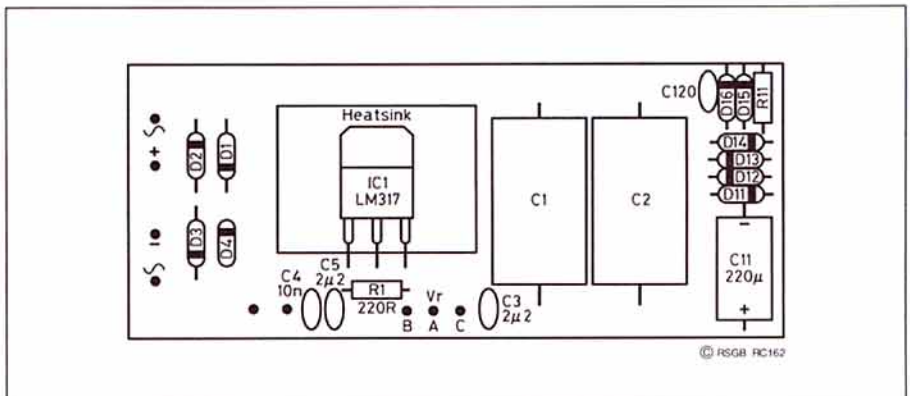 Heatsink
IC1
LM317
D2
D1
D3
D4
+
−
C4
10n
C5
2µ2
R1
220R
Vr
B A C
C3
2µ2
C1
C2
C120
D16
D15
R11
D14
D13
D12
D11
−
C11
220µ
+
© RSGB RC162